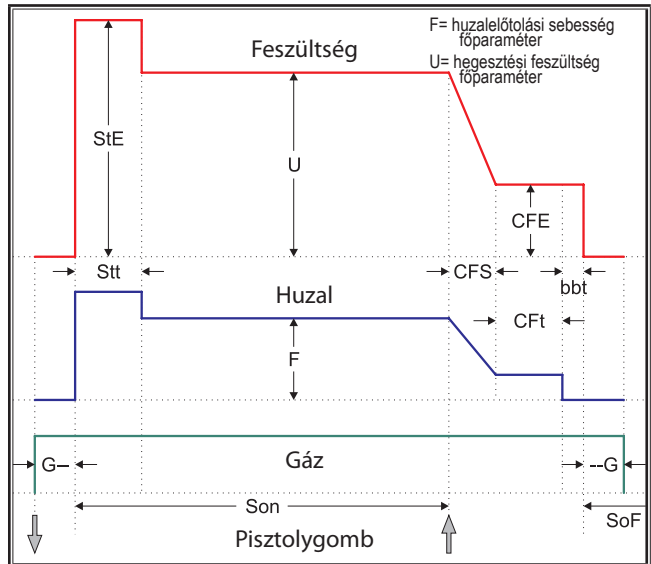 F= huzalelőtolási sebesség
főparaméter
U= hegesztési feszültség
főparaméter
Feszültség
StE
U
CFE
Stt
CFS
bbt
Huzal
CFt
F
Gáz
G–
--G
Son
SoF
Pisztolygomb